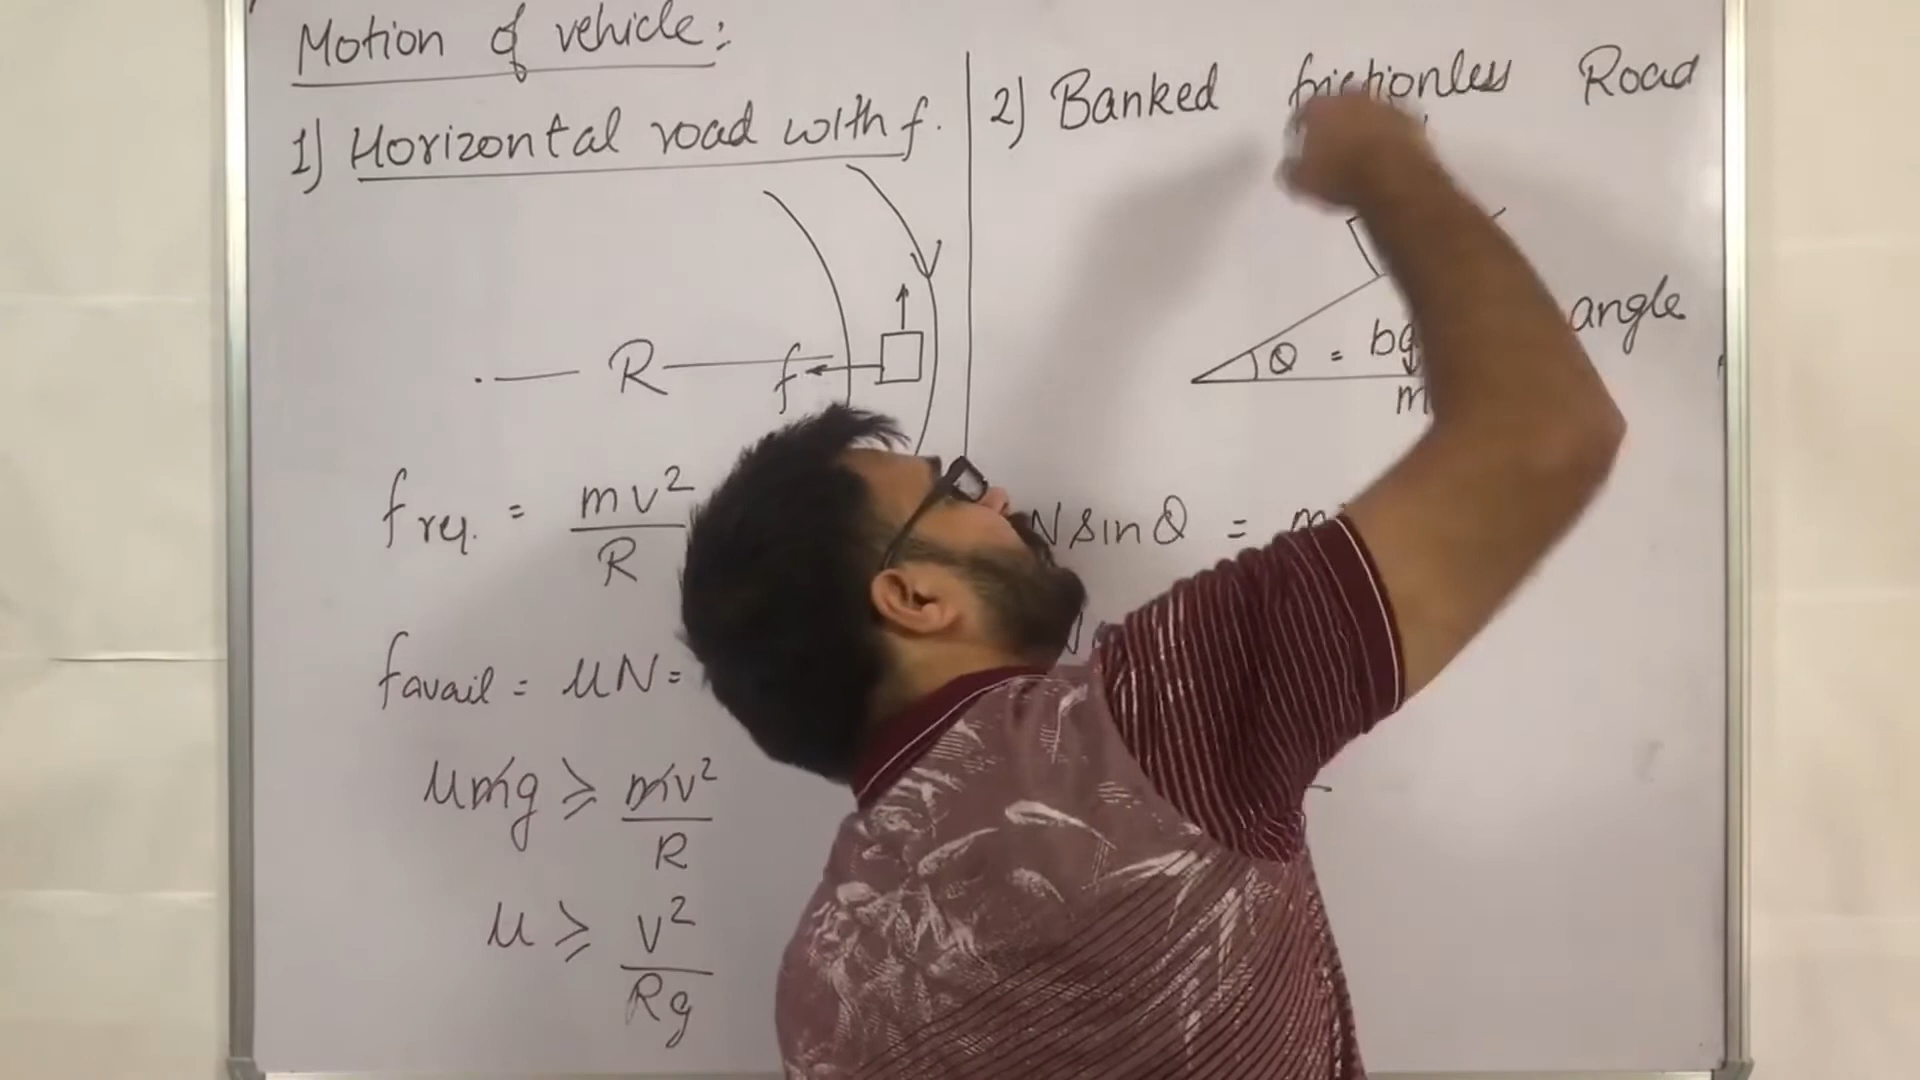 Motion of vehicle:
1) Horizontal road with f.
R
f
f req. = mv²
R
f avail = μN =
μmg ⩾ mv²
R
μ ⩾ v²
Rg
2) Banked frictionless Road
θ =
angle
N sin θ =